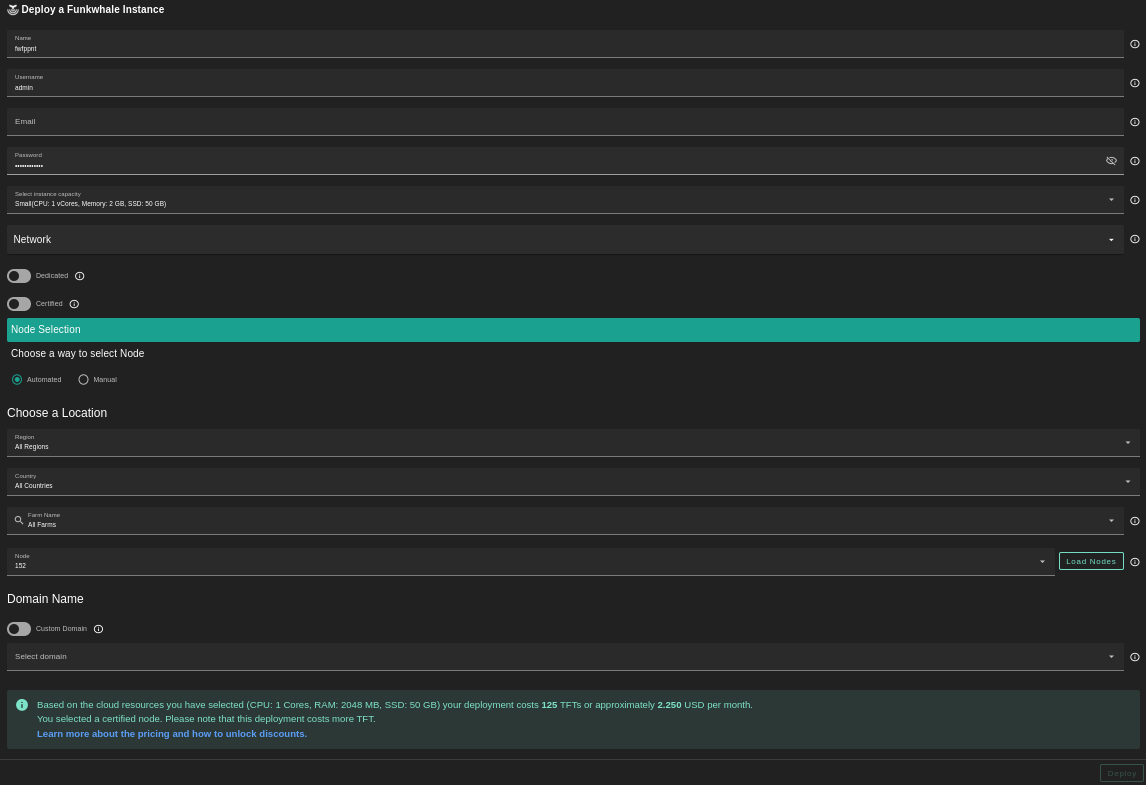 Deploy a Funkwhale Instance
Name
fwfppnt
Username
admin
Email
Password
••••••••••••
Select instance capacity
Small(CPU: 1 vCores, Memory: 2 GB, SSD: 50 GB)
Network
Dedicated
Certified
Node Selection
Choose a way to select Node
Automated Manual
Choose a Location
Region
All Regions
Country
All Countries
Farm Name
All Farms
Node
152
Load Nodes
Domain Name
Custom Domain
Select domain
Based on the cloud resources you have selected (CPU: 1 Cores, RAM: 2048 MB, SSD: 50 GB) your deployment costs 125 TFTs or approximately 2.250 USD per month.
You selected a certified node. Please note that this deployment costs more TFT.
Learn more about the pricing and how to unlock discounts.
Deploy